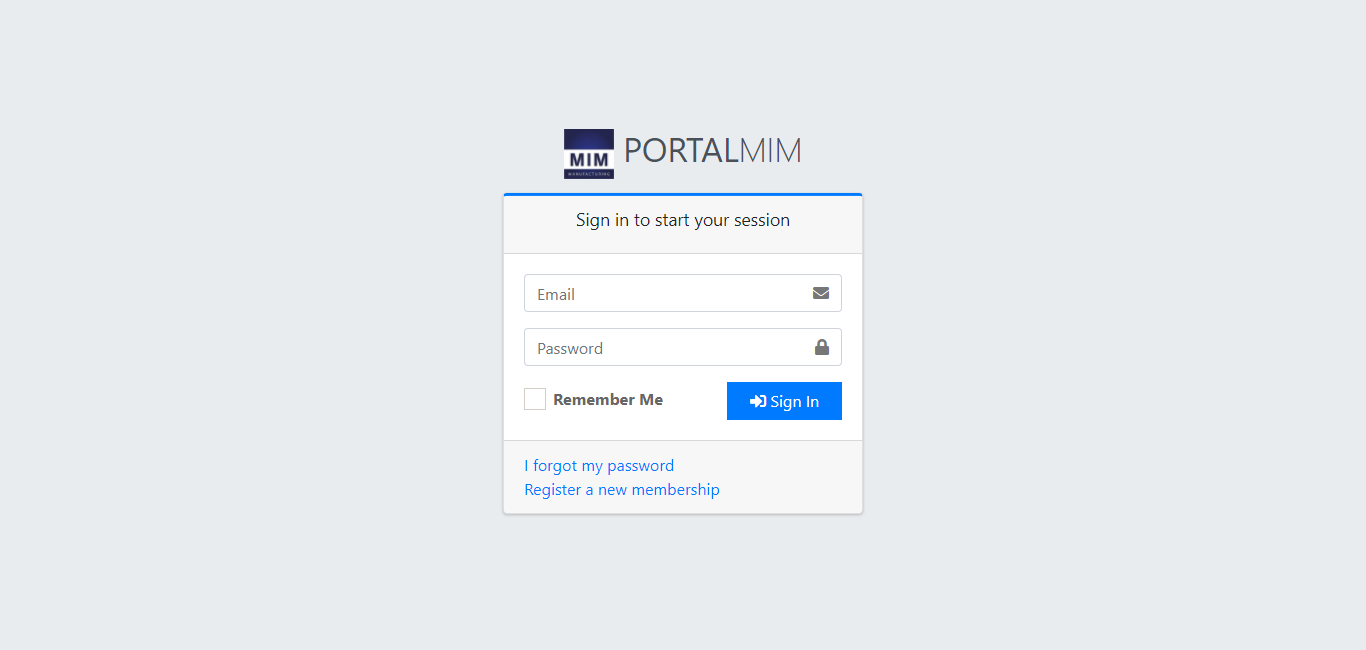 MIM
MANUFACTURING
PORTALMIM
Sign in to start your session
Email
Password
Remember Me
Sign In
I forgot my password
Register a new membership